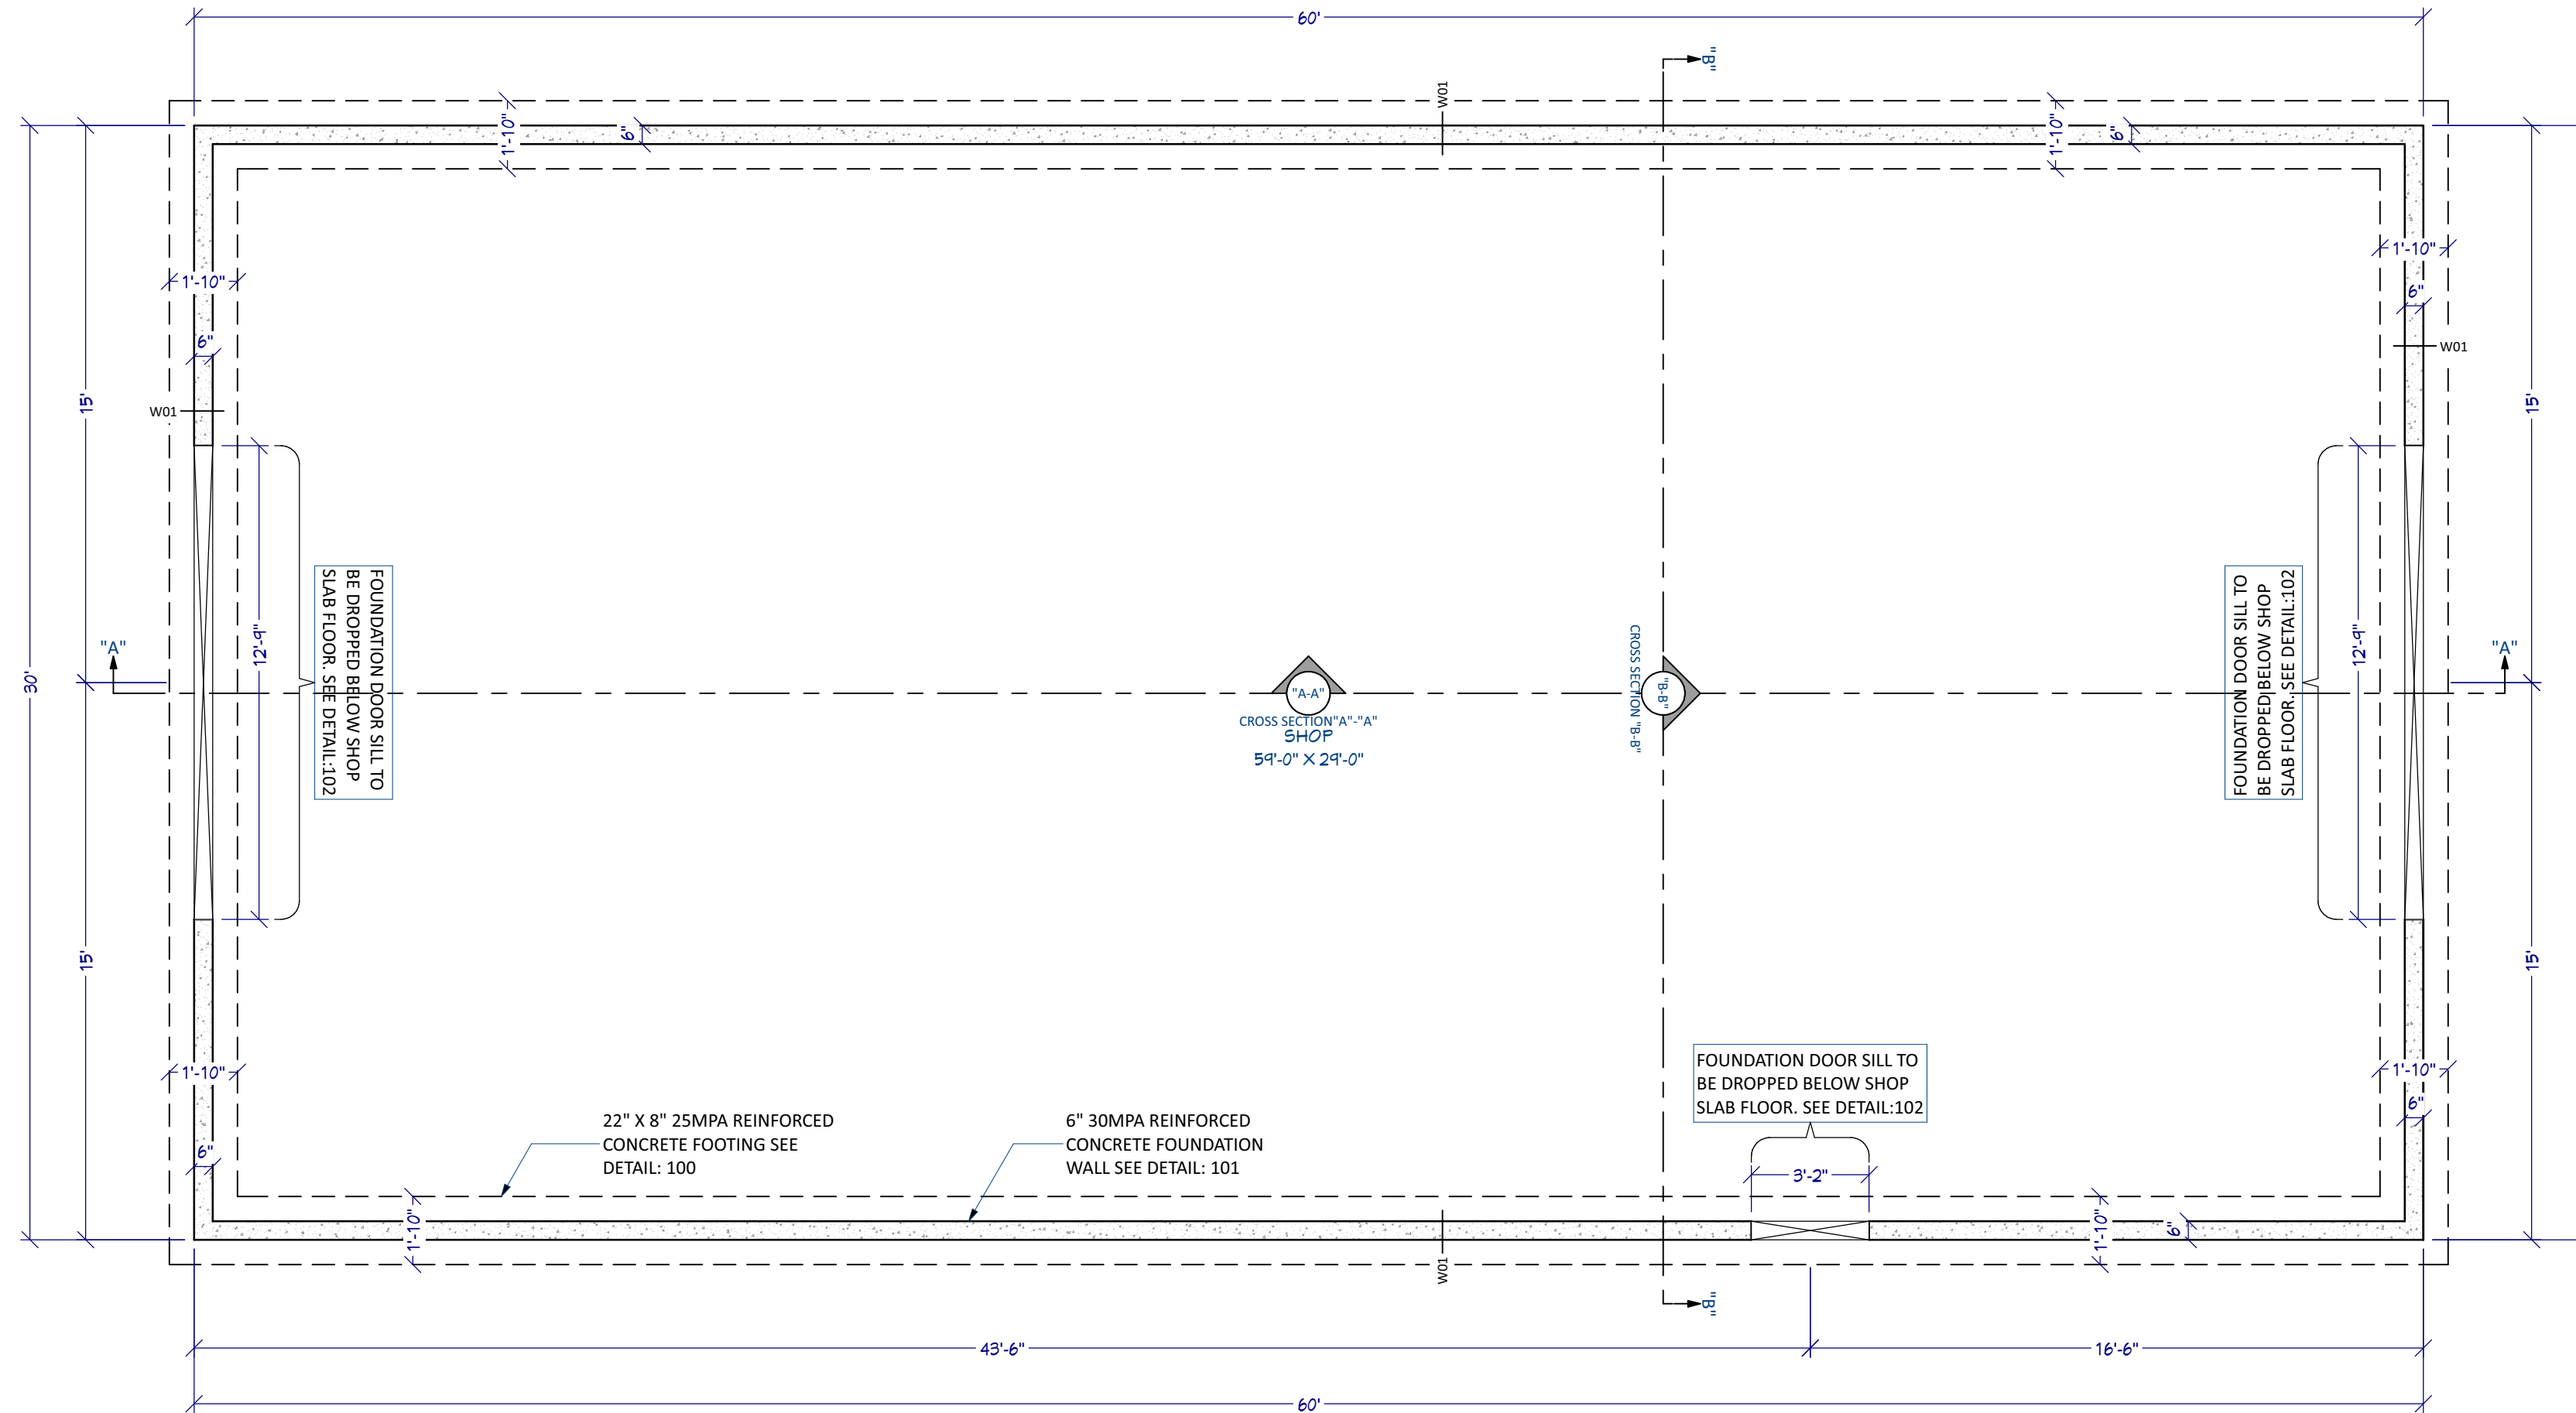 60'
"B"
W01
1'-10"
6"
1'-10"
6"
1'-10"
1'-10"
6"
6"
W01
W01
15'
15'
30'
12'-9"
FOUNDATION DOOR SILL TO
BE DROPPED BELOW SHOP
SLAB FLOOR. SEE DETAIL:102
"A"
"A-A"
CROSS SECTION"A"-"A"
SHOP
59'-0" X 29'-0"
CROSS SECTION "B-B"
"B-B"
FOUNDATION DOOR SILL TO
BE DROPPED BELOW SHOP
SLAB FLOOR. SEE DETAIL:102
12'-9"
"A"
15'
15'
1'-10"
6"
1'-10"
6"
22" X 8" 25MPA REINFORCED
CONCRETE FOOTING SEE
DETAIL: 100
6" 30MPA REINFORCED
CONCRETE FOUNDATION
WALL SEE DETAIL: 101
FOUNDATION DOOR SILL TO
BE DROPPED BELOW SHOP
SLAB FLOOR. SEE DETAIL:102
3'-2"
1'-10"
1'-10"
6"
W01
"B"
43'-6"
16'-6"
60'